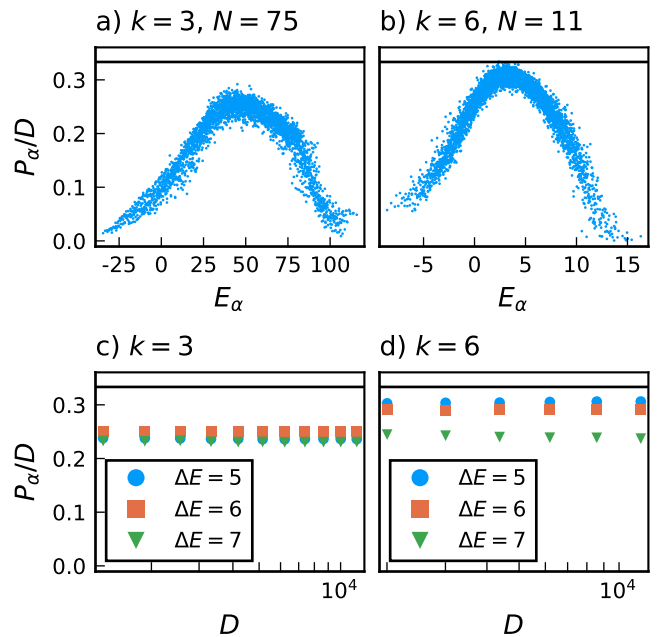 a) k = 3, N = 75
b) k = 6, N = 11
P_α/D
0.3
0.2
0.1
0.0
-25 0 25 50 75 100
-5 0 5 10 15
E_α
E_α
c) k = 3
d) k = 6
P_α/D
0.3
0.2
0.1
0.0
ΔE = 5
ΔE = 6
ΔE = 7
ΔE = 5
ΔE = 6
ΔE = 7
10^4
10^4
D
D